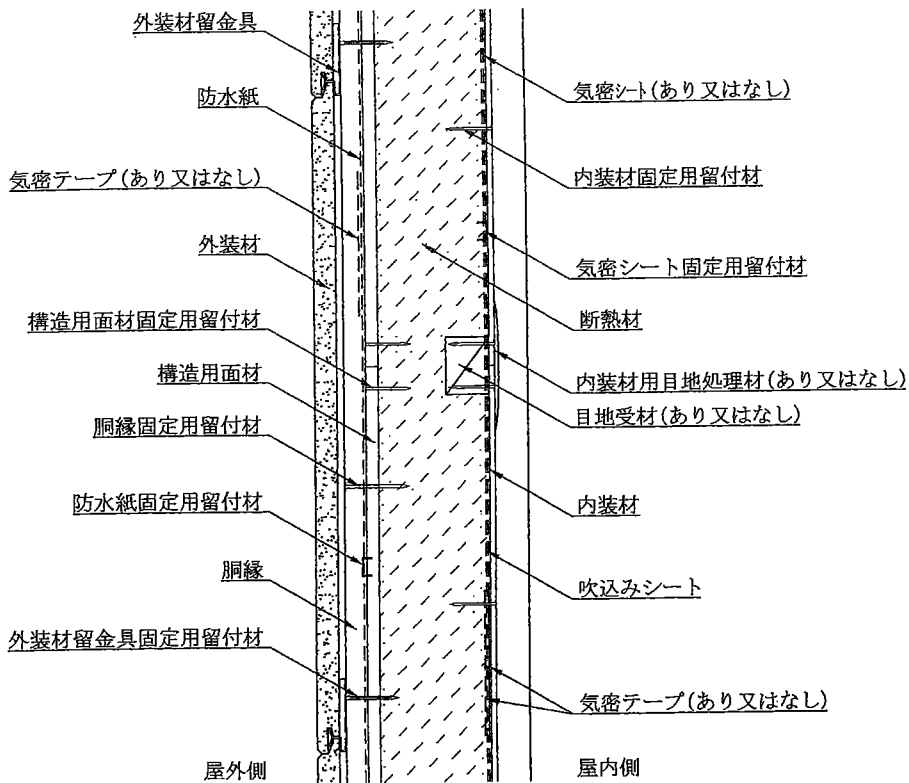 外装材留金具
防水紙
気密テープ(あり又はなし)
外装材
構造用面材固定用留付材
構造用面材
胴縁固定用留付材
防水紙固定用留付材
胴縁
外装材留金具固定用留付材
屋外側
気密シート(あり又はなし)
内装材固定用留付材
気密シート固定用留付材
断熱材
内装材用目地処理材(あり又はなし)
目地受材(あり又はなし)
内装材
吹込みシート
気密テープ(あり又はなし)
屋内側